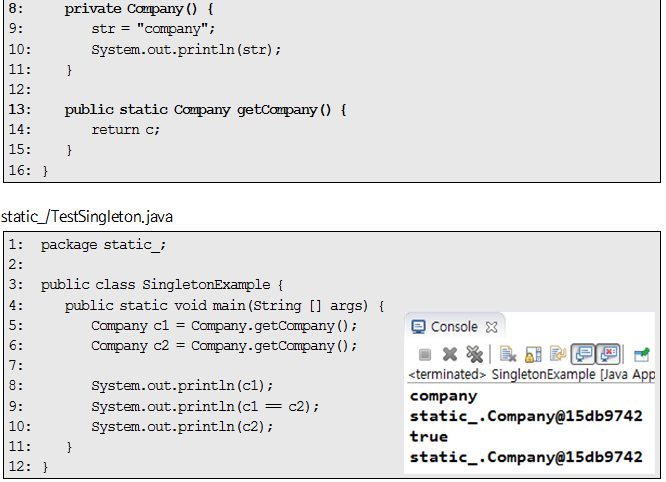 8: private Company() {
9: str = "company";
10: System.out.println(str);
11: }
12:
13: public static Company getCompany() {
14: return c;
15: }
16: }
static_/TestSingleton.java
1: package static_;
2:
3: public class SingletonExample {
4: public static void main(String [] args) {
5: Company c1 = Company.getCompany();
6: Company c2 = Company.getCompany();
7:
8: System.out.println(c1);
9: System.out.println(c1 == c2);
10: System.out.println(c2);
11: }
12: }
Console
<terminated> SingletonExample [Java App
company
static_.Company@15db9742
true
static_.Company@15db9742